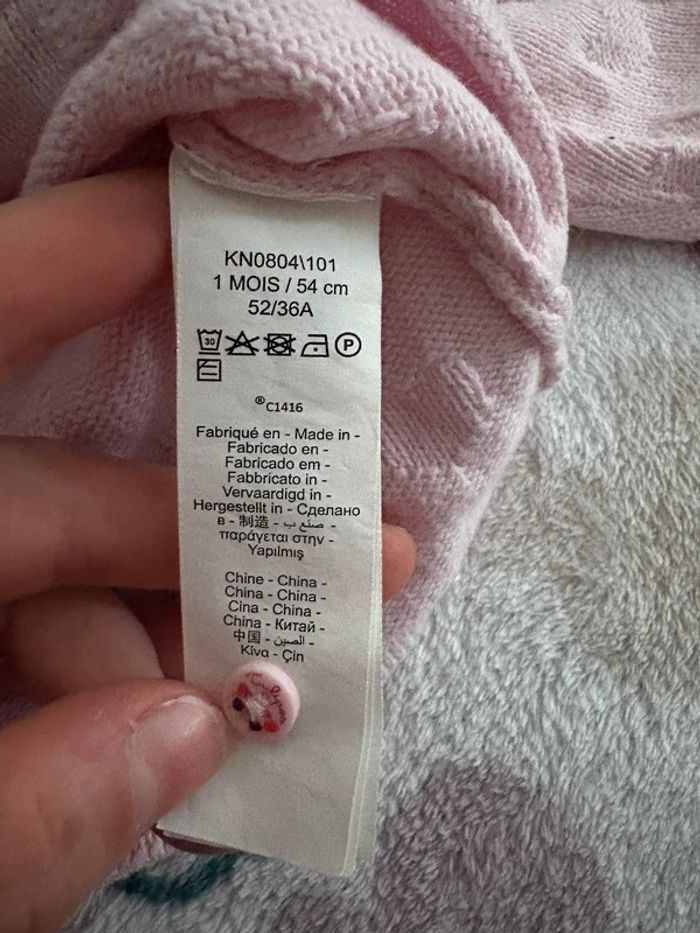 KN0804\101
1 MOIS / 54 cm
52/36A
30
P
®C1416
Fabriqué en - Made in -
Fabricado en -
Fabricado em -
Fabbricato in -
Vervaardigd in -
Hergestellt in - Сделано
в - 制造 - صنع ب -
παράγεται στην -
Yapılmış
Chine - China -
China - China -
Cina - China -
China - Китай -
中国 - الصين -
Kίνα - Çin